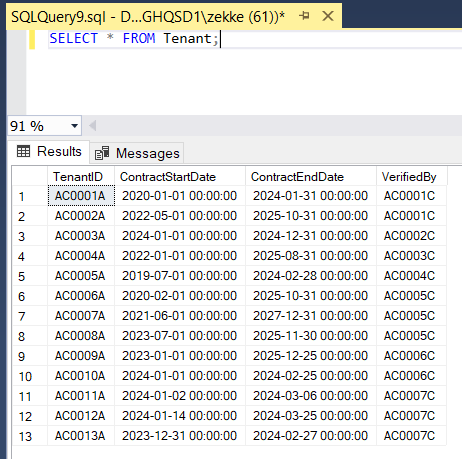 SQLQuery9.sql - D...GHQSD1\zekke (61))*
SELECT * FROM Tenant;
91 %
Results Messages
TenantID ContractStartDate ContractEndDate VerifiedBy
1 AC0001A 2020-01-01 00:00:00 2024-01-31 00:00:00 AC0001C
2 AC0002A 2022-05-01 00:00:00 2025-10-31 00:00:00 AC0001C
3 AC0003A 2024-01-01 00:00:00 2024-12-31 00:00:00 AC0002C
4 AC0004A 2022-01-01 00:00:00 2025-08-31 00:00:00 AC0003C
5 AC0005A 2019-07-01 00:00:00 2024-02-28 00:00:00 AC0004C
6 AC0006A 2020-02-01 00:00:00 2025-10-31 00:00:00 AC0005C
7 AC0007A 2021-06-01 00:00:00 2027-12-31 00:00:00 AC0005C
8 AC0008A 2023-07-01 00:00:00 2025-11-30 00:00:00 AC0005C
9 AC0009A 2023-01-01 00:00:00 2025-12-25 00:00:00 AC0006C
10 AC0010A 2024-01-01 00:00:00 2024-02-25 00:00:00 AC0006C
11 AC0011A 2024-01-02 00:00:00 2024-03-06 00:00:00 AC0007C
12 AC0012A 2024-01-14 00:00:00 2024-03-25 00:00:00 AC0007C
13 AC0013A 2023-12-31 00:00:00 2024-02-27 00:00:00 AC0007C